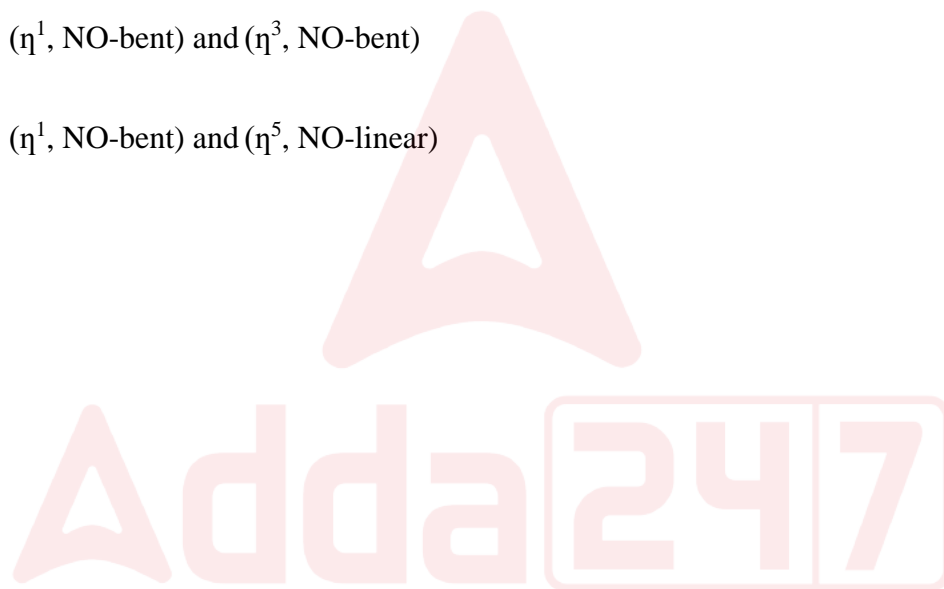 (η¹, NO-bent) and (η³, NO-bent)
(η¹, NO-bent) and (η⁵, NO-linear)
Adda247